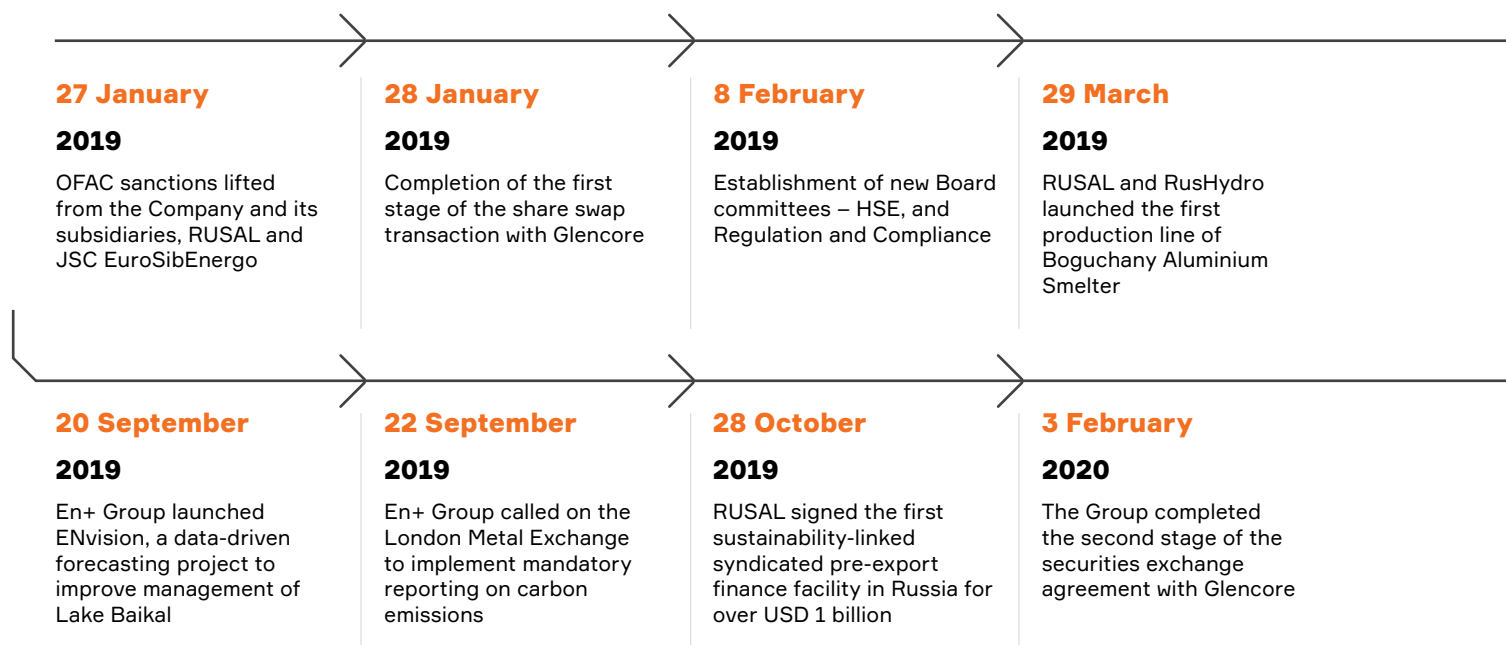 27 January
2019
OFAC sanctions lifted
from the Company and its
subsidiaries, RUSAL and
JSC EuroSibEnergo
28 January
2019
Completion of the first
stage of the share swap
transaction with Glencore
8 February
2019
Establishment of new Board
committees – HSE, and
Regulation and Compliance
29 March
2019
RUSAL and RusHydro
launched the first
production line of
Boguchany Aluminium
Smelter
20 September
2019
En+ Group launched
ENvision, a data-driven
forecasting project to
improve management of
Lake Baikal
22 September
2019
En+ Group called on the
London Metal Exchange
to implement mandatory
reporting on carbon
emissions
28 October
2019
RUSAL signed the first
sustainability-linked
syndicated pre-export
finance facility in Russia for
over USD 1 billion
3 February
2020
The Group completed
the second stage of the
securities exchange
agreement with Glencore